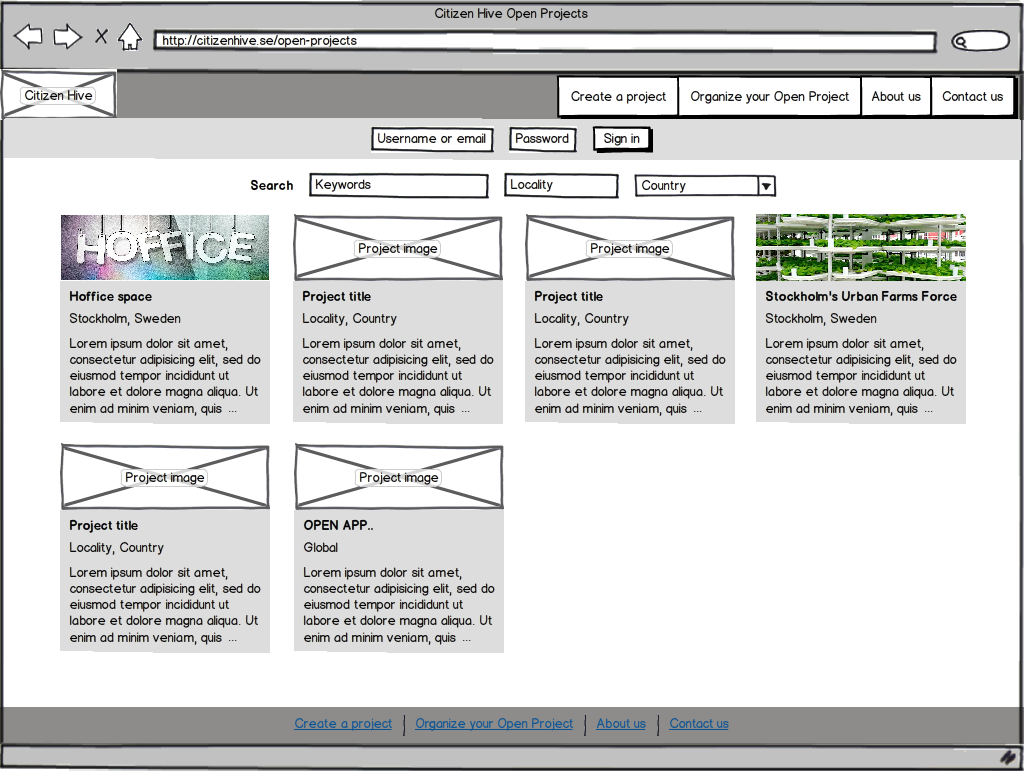 Citizen Hive Open Projects
http://citizenhive.se/open-projects
Citizen Hive
Create a project
Organize your Open Project
About us
Contact us
Username or email
Password
Sign in
Search
Keywords
Locality
Country
HOFFICE
Hoffice space
Stockholm, Sweden
Lorem ipsum dolor sit amet,
consectetur adipisicing elit, sed do
eiusmod tempor incididunt ut
labore et dolore magna aliqua. Ut
enim ad minim veniam, quis ...
Project image
Project title
Locality, Country
Lorem ipsum dolor sit amet,
consectetur adipisicing elit, sed do
eiusmod tempor incididunt ut
labore et dolore magna aliqua. Ut
enim ad minim veniam, quis ...
Project image
Project title
Locality, Country
Lorem ipsum dolor sit amet,
consectetur adipisicing elit, sed do
eiusmod tempor incididunt ut
labore et dolore magna aliqua. Ut
enim ad minim veniam, quis ...
Stockholm's Urban Farms Force
Stockholm, Sweden
Lorem ipsum dolor sit amet,
consectetur adipisicing elit, sed do
eiusmod tempor incididunt ut
labore et dolore magna aliqua. Ut
enim ad minim veniam, quis ...
Project image
Project title
Locality, Country
Lorem ipsum dolor sit amet,
consectetur adipisicing elit, sed do
eiusmod tempor incididunt ut
labore et dolore magna aliqua. Ut
enim ad minim veniam, quis ...
Project image
OPEN APP..
Global
Lorem ipsum dolor sit amet,
consectetur adipisicing elit, sed do
eiusmod tempor incididunt ut
labore et dolore magna aliqua. Ut
enim ad minim veniam, quis ...
Create a project
Organize your Open Project
About us
Contact us